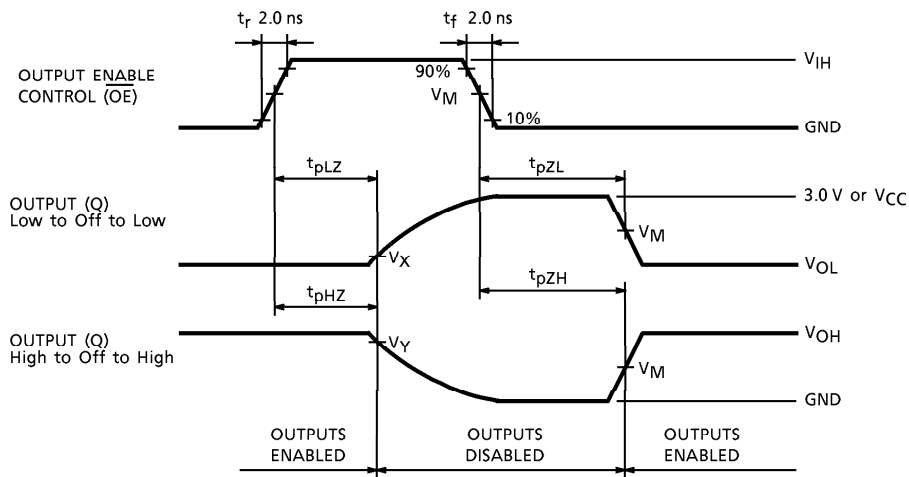 tr 2.0 ns
tf 2.0 ns
OUTPUT ENABLE
CONTROL (O̅E̅)
90%
VM
10%
VIH
GND
tpLZ
tpZL
OUTPUT (Q)
Low to Off to Low
3.0 V or VCC
VM
VX
VOL
tpHZ
tpZH
OUTPUT (Q)
High to Off to High
VY
VOH
VM
GND
OUTPUTS
ENABLED
OUTPUTS
DISABLED
OUTPUTS
ENABLED